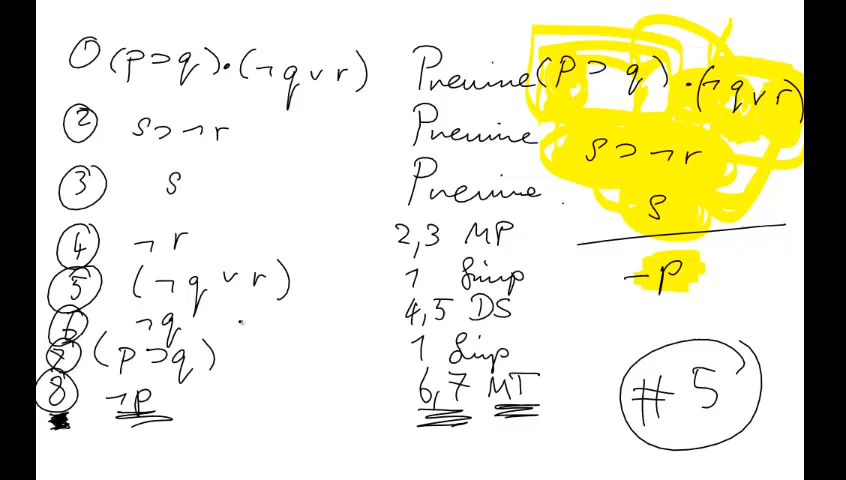 ① (p ⊃ q) · (¬q ∨ r) Premise
② s ⊃ ¬r Premise
③ s Premise
④ ¬r 2,3 MP
⑤ (¬q ∨ r) 1 Simp
⑥ ¬q 4,5 DS
⑦ (p ⊃ q) 1 Simp
⑧ ¬p 6,7 MT
(p ⊃ q) · (¬q ∨ r)
s ⊃ ¬r
s
¬p
#5